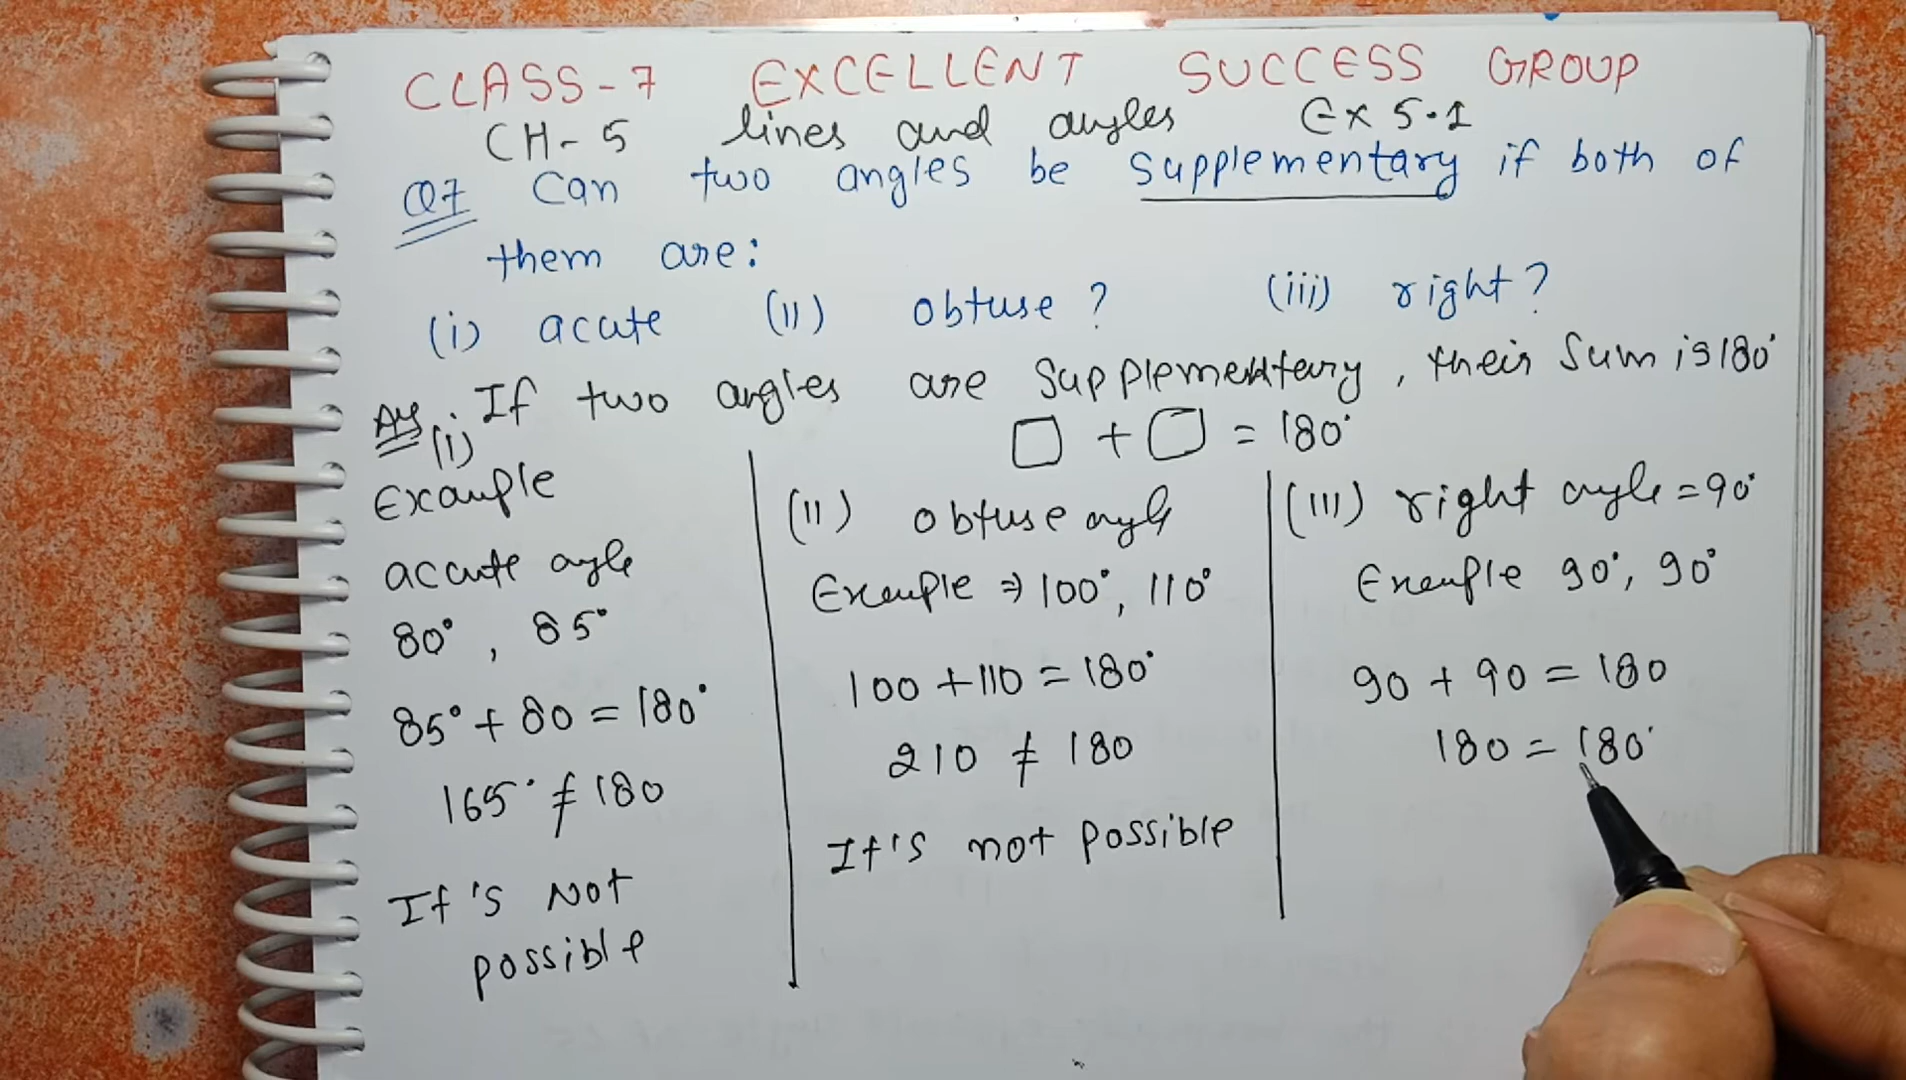 CLASS-7 EXCELLENT SUCCESS GROUP
CH-5 lines and angles Ex 5.1
Q7 Can two angles be supplementary if both of
them are:
(i) acute (ii) obtuse? (iii) right?
Ans. If two angles are supplementary, their sum is 180°
□ + □ = 180°
(i)
Example
acute angle
80°, 85°
85° + 80 = 180°
165° ≠ 180
It's Not
possible
(ii) obtuse angle
Example ⇒ 100°, 110°
100 + 110 = 180°
210 ≠ 180
It's not possible
(iii) right angle = 90°
Example 90°, 90°
90 + 90 = 180
180 = 180°